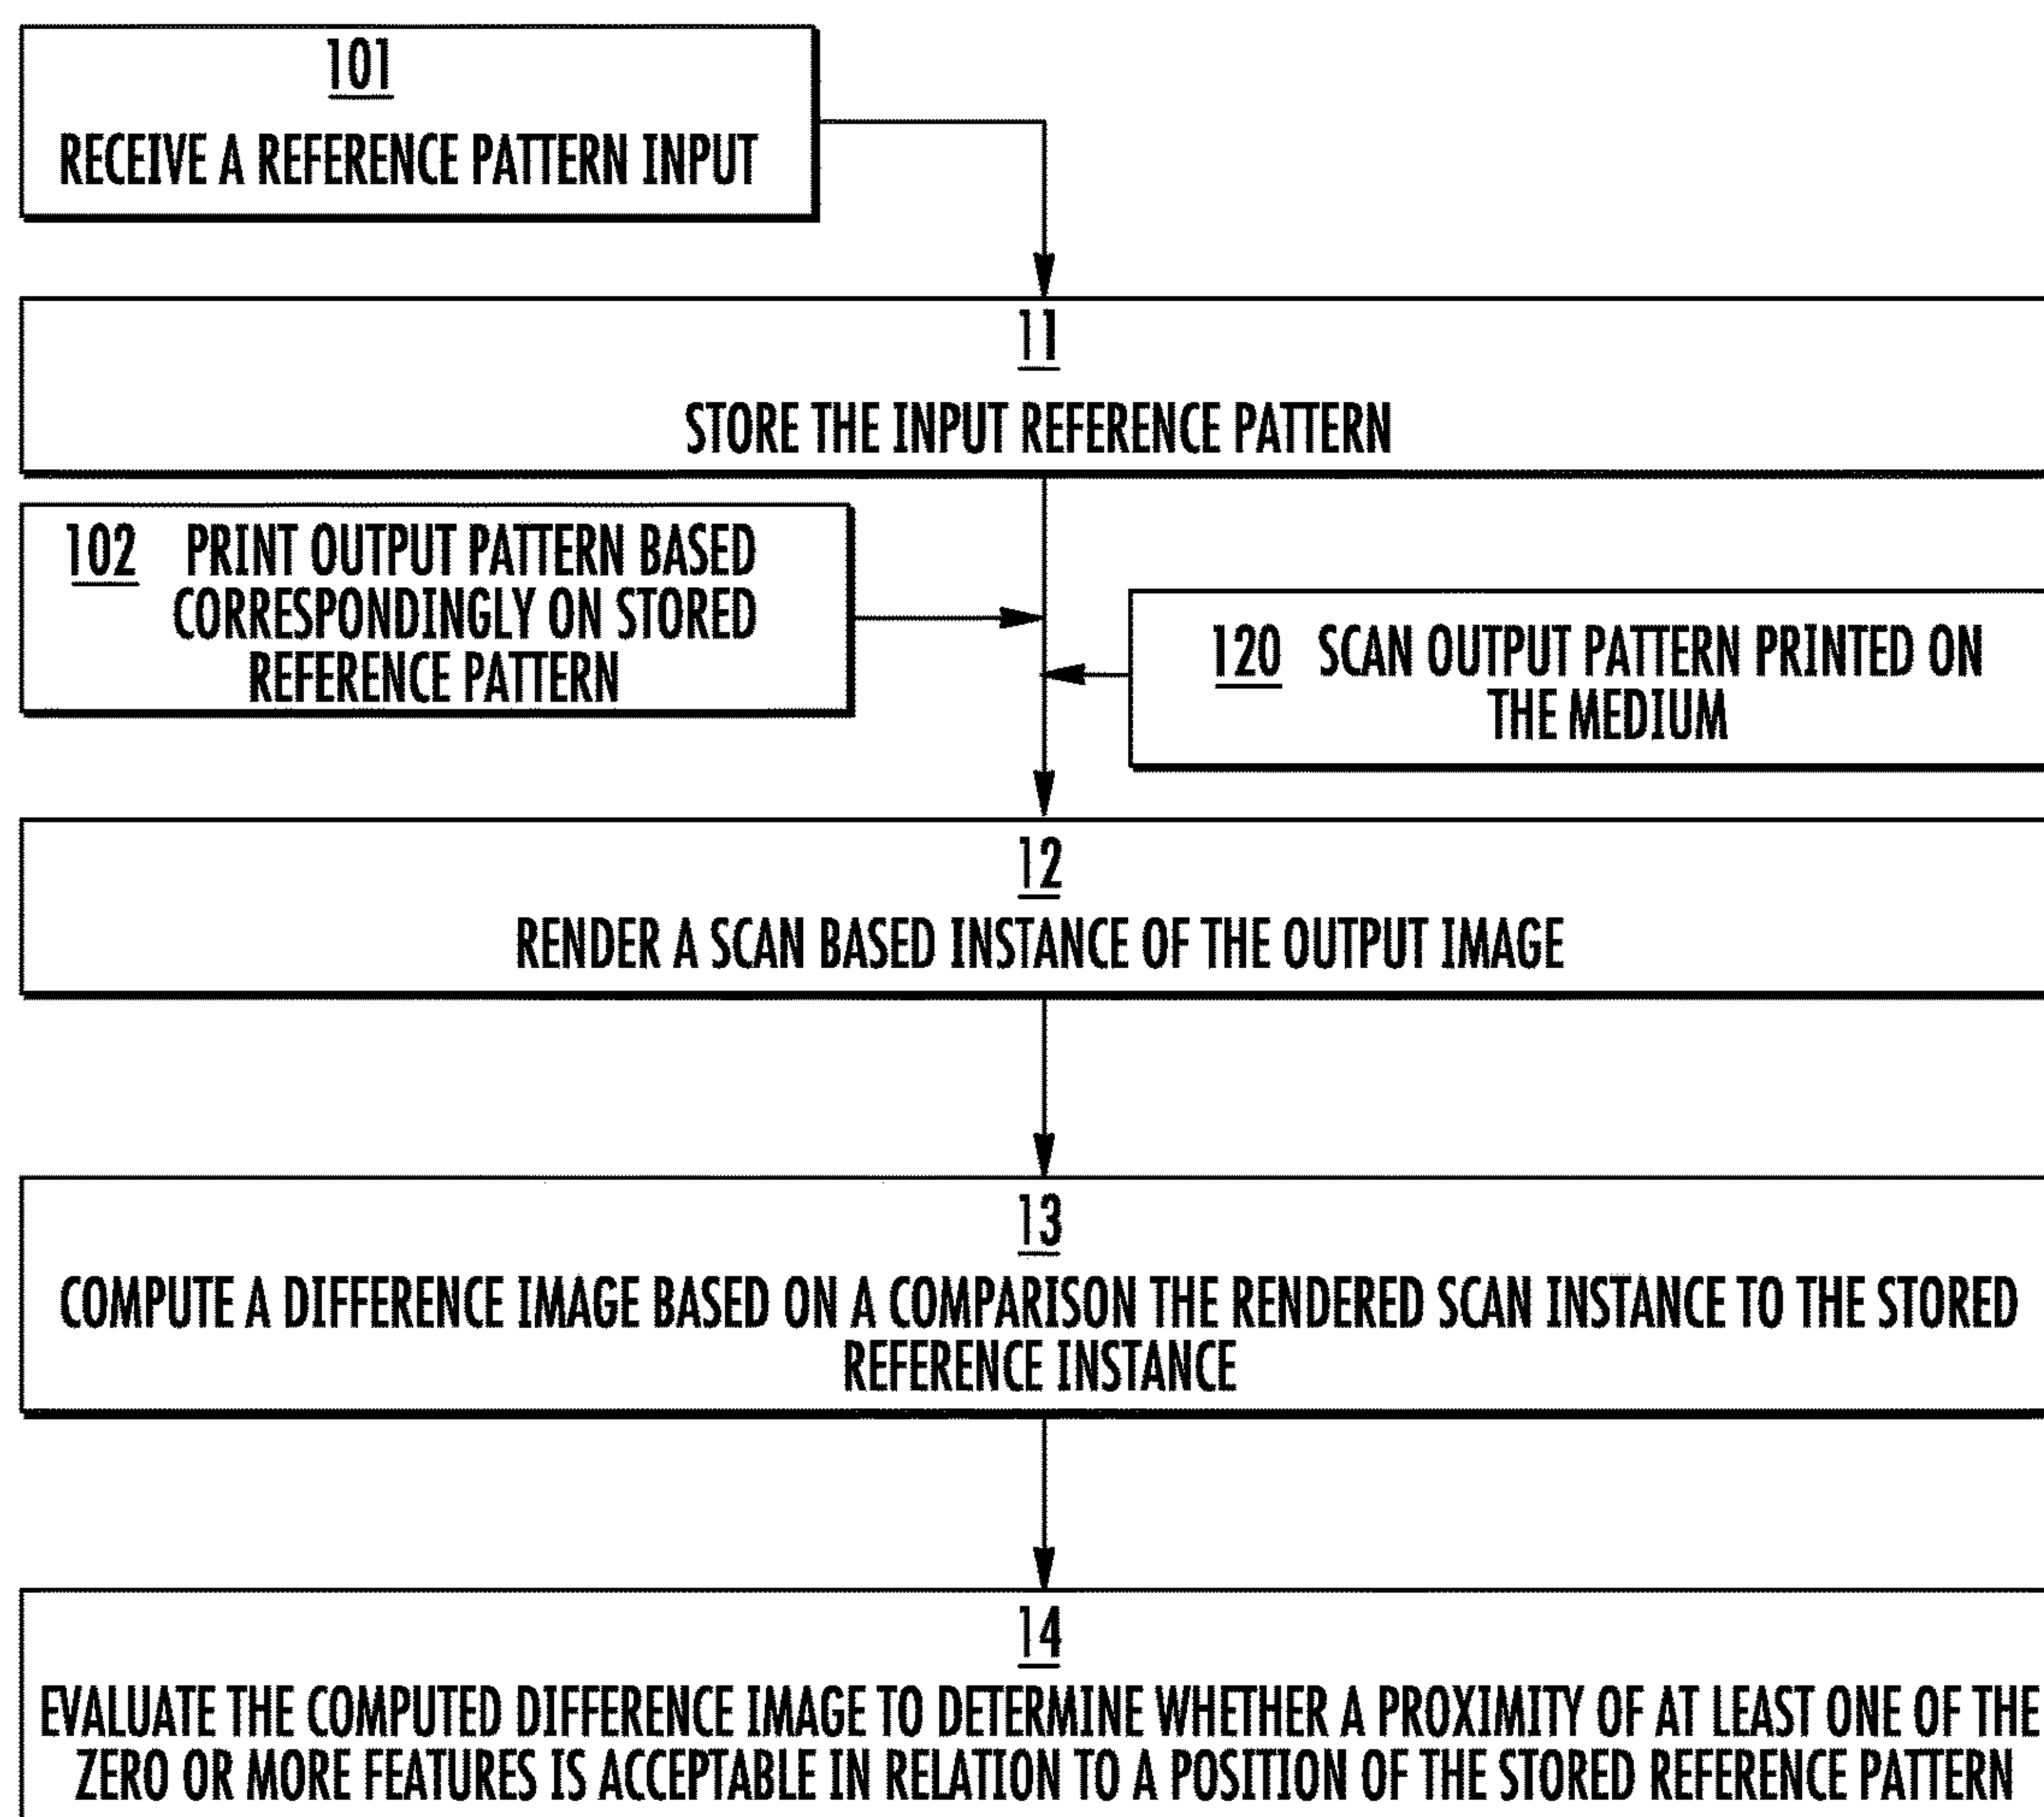 101
RECEIVE A REFERENCE PATTERN INPUT
11
STORE THE INPUT REFERENCE PATTERN
102 PRINT OUTPUT PATTERN BASED
CORRESPONDINGLY ON STORED
REFERENCE PATTERN
120 SCAN OUTPUT PATTERN PRINTED ON
THE MEDIUM
12
RENDER A SCAN BASED INSTANCE OF THE OUTPUT IMAGE
13
COMPUTE A DIFFERENCE IMAGE BASED ON A COMPARISON THE RENDERED SCAN INSTANCE TO THE STORED
REFERENCE INSTANCE
14
EVALUATE THE COMPUTED DIFFERENCE IMAGE TO DETERMINE WHETHER A PROXIMITY OF AT LEAST ONE OF THE
ZERO OR MORE FEATURES IS ACCEPTABLE IN RELATION TO A POSITION OF THE STORED REFERENCE PATTERN